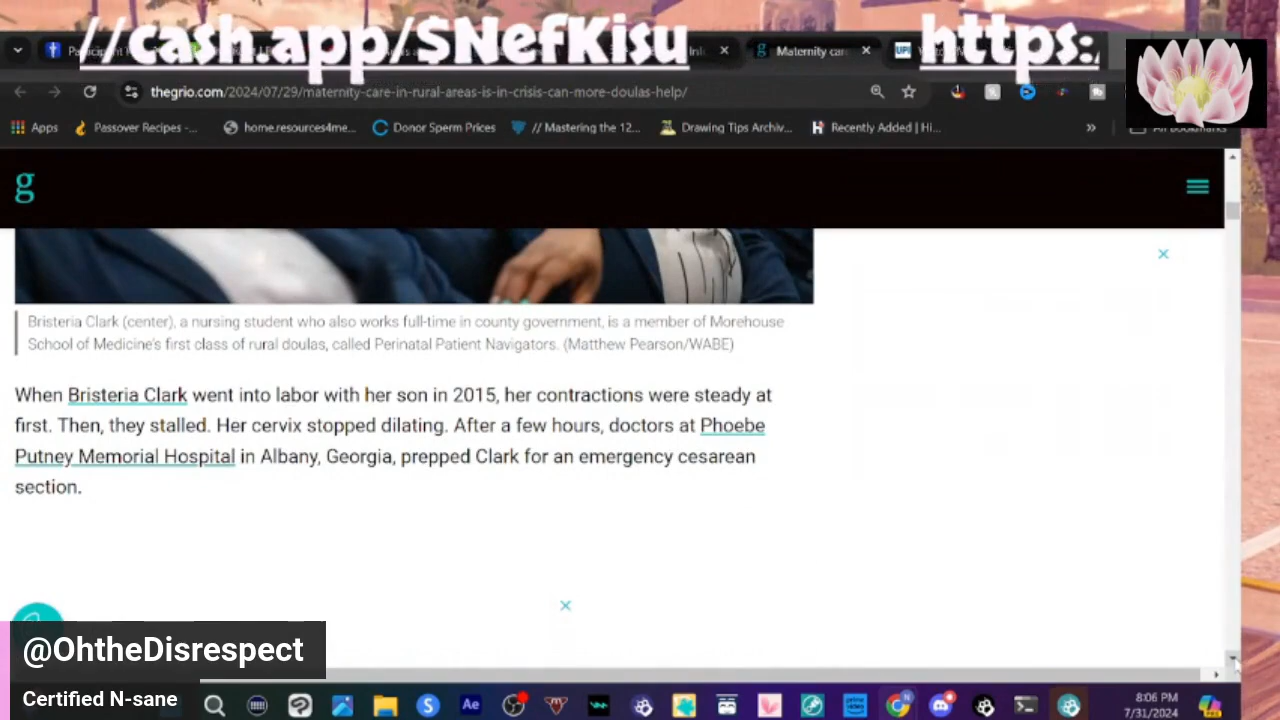 //cash.app/$NefKisu
https:/
Maternity car
UPI
thegrio.com/2024/07/29/maternity-care-in-rural-areas-is-in-crisis-can-more-doulas-help/
Apps
Passover Recipes -...
home.resources4me...
Donor Sperm Prices
// Mastering the 12...
Drawing Tips Archiv...
Recently Added | Hi...
»
All Bookmarks
g
Bristeria Clark (center), a nursing student who also works full-time in county government, is a member of Morehouse
School of Medicine's first class of rural doulas, called Perinatal Patient Navigators. (Matthew Pearson/WABE)
When Bristeria Clark went into labor with her son in 2015, her contractions were steady at
first. Then, they stalled. Her cervix stopped dilating. After a few hours, doctors at Phoebe
Putney Memorial Hospital in Albany, Georgia, prepped Clark for an emergency cesarean
section.
@OhtheDisrespect
Certified N-sane
8:06 PM
7/31/2024